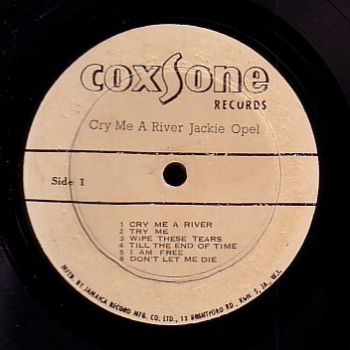 coxSone
RECORDS
Cry Me A River Jackie Opel
Side 1
1 CRY ME A RIVER
2 TRY ME
3 WIPE THESE TEARS
4 TILL THE END OF TIME
5 I AM FREE
6 DON'T LET ME DIE
MFTD. BY JAMAICA RECORD MFG. CO. LTD., 13 BRENTFORD RD. KGN. 5, JA., W.I.